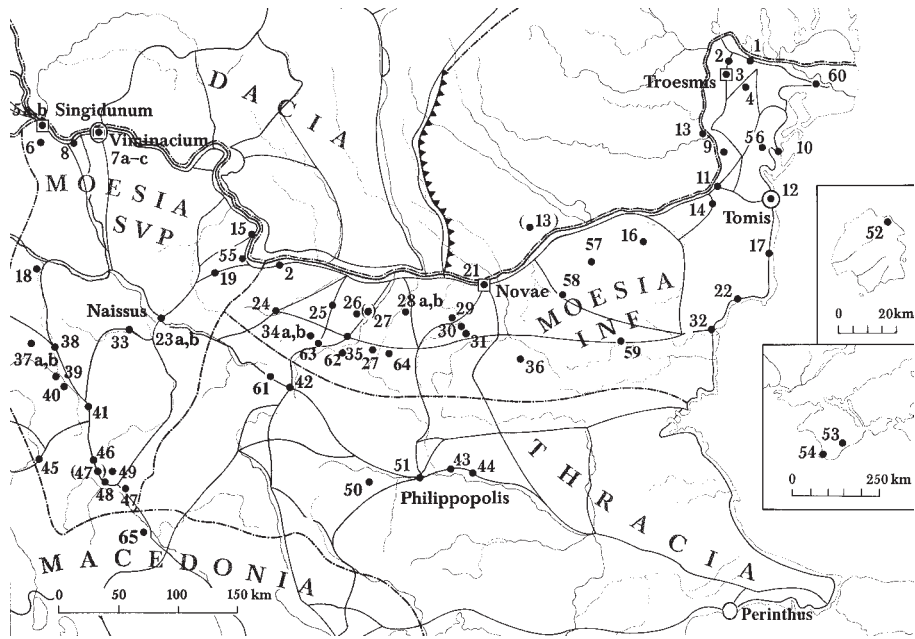 DACIA
1
2
60
Troesmis
3
4
5a,b
Singidunum
6
8
Viminacium
7a–c
13
9
56
10
MOESIA
SVP
11
12
14
Tomis
52
15
(13)
16
57
17
55
2
21
18
19
58
22
0
20km
24
26
28 a,b
29
Novae
MOESIA
INF
Naissus
25
27
30
31
32
33
23a,b
34a,b
38
63
62
35
27
64
36
59
37a,b
39
61
42
40
41
53
54
46
45
(47)
49
51
43
44
0
250 km
48
47
50
Philippopolis
THRACIA
65
MACEDONIA
0
50
100
150 km
Perinthus